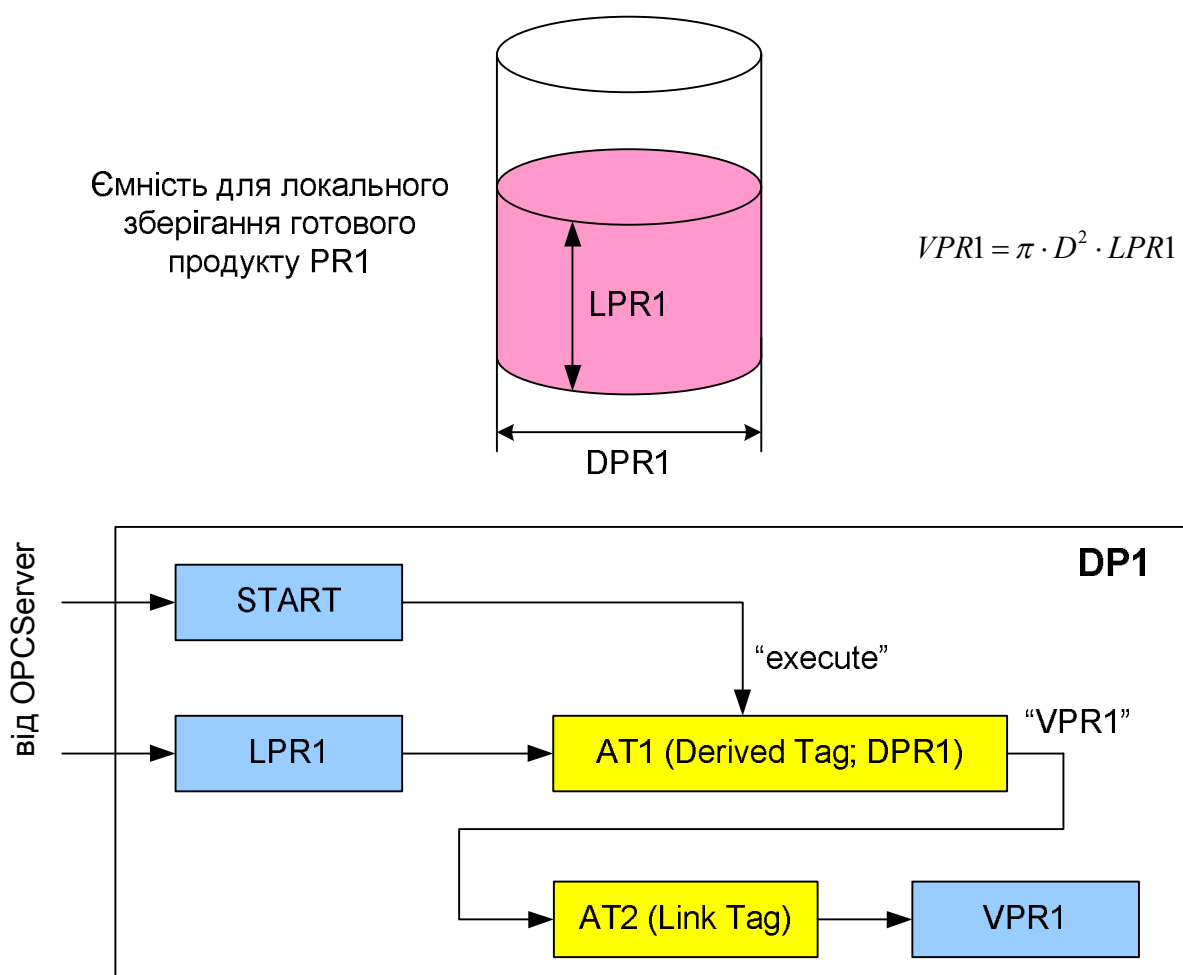 Ємність для локального
зберігання готового
продукту PR1
VPR1 = π · D² · LPR1
LPR1
DPR1
від OPCServer
DP1
START
“execute”
LPR1
AT1 (Derived Tag; DPR1)
“VPR1”
AT2 (Link Tag)
VPR1